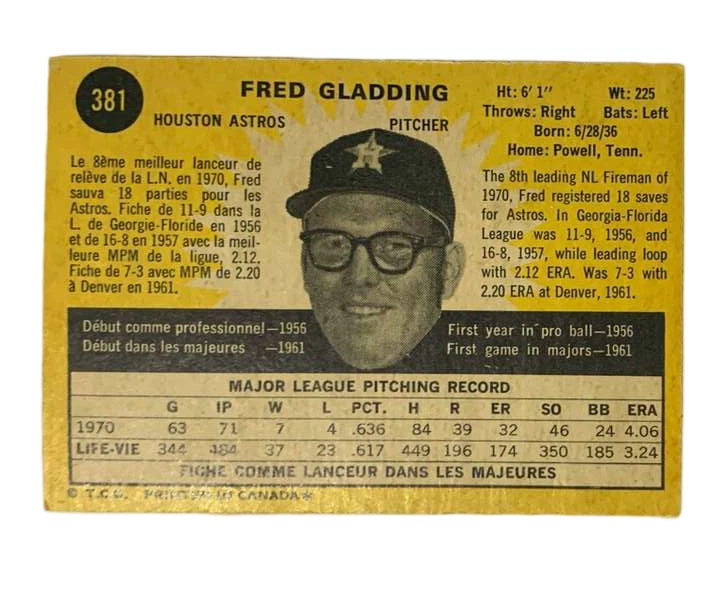 381
FRED GLADDING
HOUSTON ASTROS
PITCHER
Ht: 6' 1" Wt: 225
Throws: Right Bats: Left
Born: 6/28/36
Home: Powell, Tenn.
Le 8ème meilleur lanceur de
relève de la L.N. en 1970, Fred
sauva 18 parties pour les
Astros. Fiche de 11-9 dans la
L. de Georgie-Floride en 1956
et de 16-8 en 1957 avec la meil-
leure MPM de la ligue, 2.12.
Fiche de 7-3 avec MPM de 2.20
à Denver en 1961.
H
The 8th leading NL Fireman of
1970, Fred registered 18 saves
for Astros. In Georgia-Florida
League was 11-9, 1956, and
16-8, 1957, while leading loop
with 2.12 ERA. Was 7-3 with
2.20 ERA at Denver, 1961.
Début comme professionnel—1956
Début dans les majeures —1961
First year in pro ball—1956
First game in majors—1961
MAJOR LEAGUE PITCHING RECORD
G IP W L PCT. H R ER SO BB ERA
1970 63 71 7 4 .636 84 39 32 46 24 4.06
LIFE-VIE 344 484 37 23 .617 449 196 174 350 185 3.24
FICHE COMME LANCEUR DANS LES MAJEURES
© T.C.G. PRINTED IN CANADA*